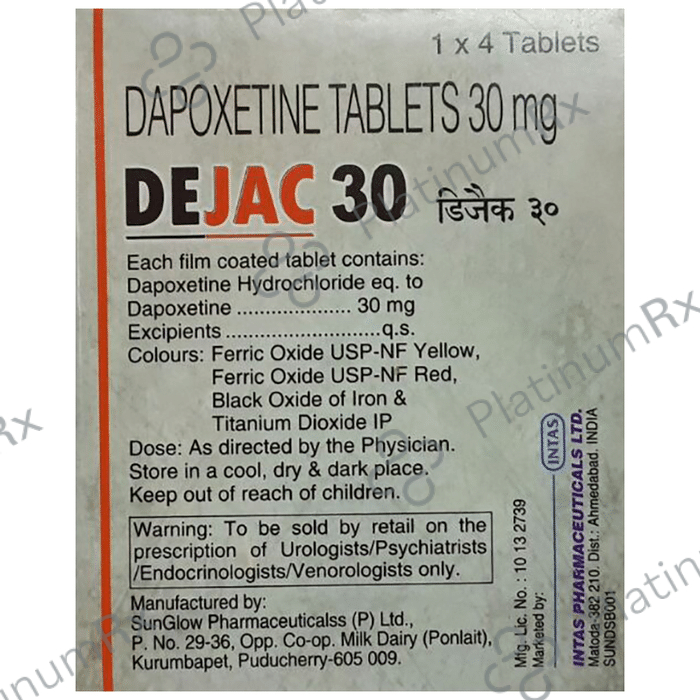 1 x 4 Tablets
DAPOXETINE TABLETS 30 mg
DEJAC 30 डिजैक ३०
Each film coated tablet contains:
Dapoxetine Hydrochloride eq. to
Dapoxetine .................... 30 mg
Excipients ...........................q.s.
Colours: Ferric Oxide USP-NF Yellow,
Ferric Oxide USP-NF Red,
Black Oxide of Iron &
Titanium Dioxide IP
Dose: As directed by the Physician.
Store in a cool, dry & dark place.
Keep out of reach of children.
Warning: To be sold by retail on the
prescription of Urologists/Psychiatrists
/Endocrinologists/Venorologists only.
Manufactured by:
SunGlow Pharmaceuticalss (P) Ltd.,
P. No. 29-36, Opp. Co-op. Milk Dairy (Ponlait),
Kurumbapet, Puducherry-605 009.
Mfg. Lic. No. : 10 13 2739
Marketed by:
INTAS
INTAS PHARMACEUTICALS LTD.
Matoda-382 210. Dist.: Ahmedabad. INDIA
SUNDSB001
PlatinumRx
PlatinumRx
PlatinumRx
PlatinumRx
PlatinumRx